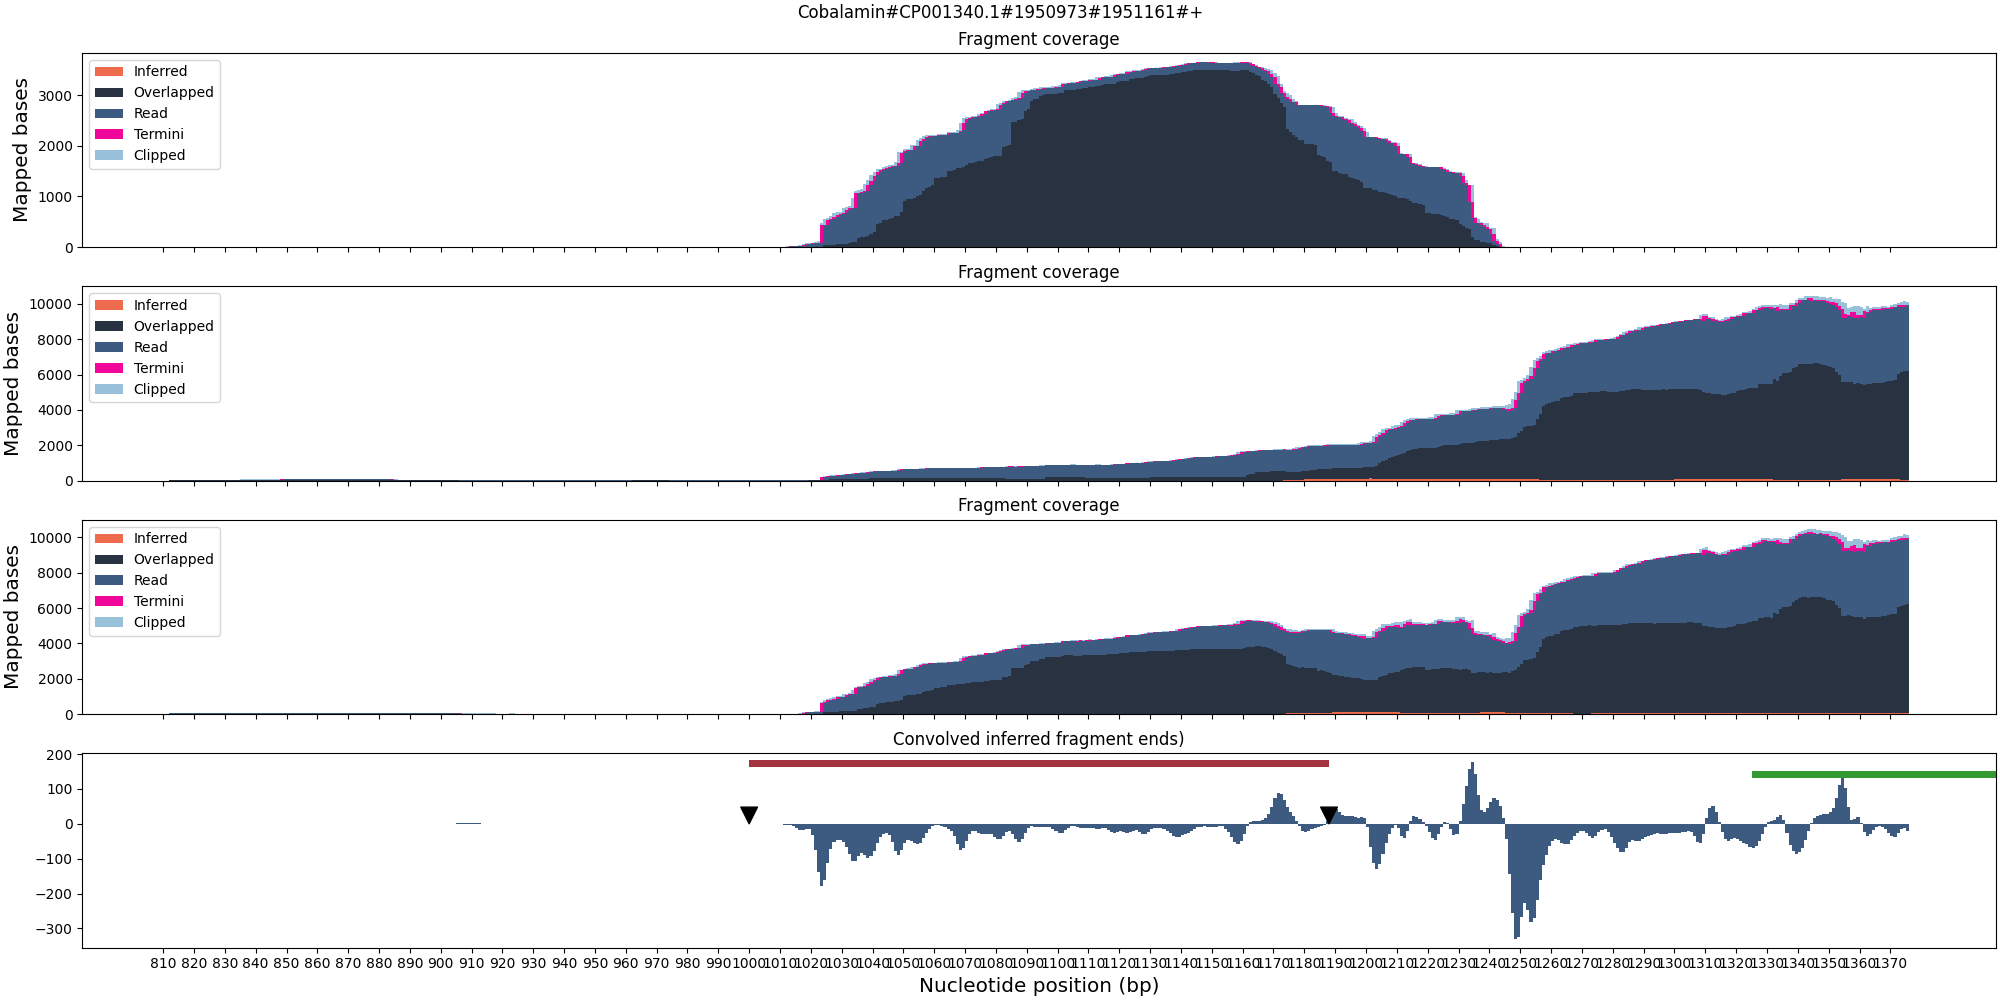 Cobalamin#CP001340.1#1950973#1951161#+
Fragment coverage
Mapped bases
3000
2000
1000
0
Inferred
Overlapped
Read
Termini
Clipped
Fragment coverage
Mapped bases
10000
8000
6000
4000
2000
0
Inferred
Overlapped
Read
Termini
Clipped
Fragment coverage
Mapped bases
10000
8000
6000
4000
2000
0
Inferred
Overlapped
Read
Termini
Clipped
Convolved inferred fragment ends)
200
100
0
−100
−200
−300
810 820 830 840 850 860 870 880 890 900 910 920 930 940 950 960 970 980 990 1000 1010 1020 1030 1040 1050 1060 1070 1080 1090 1100 1110 1120 1130 1140 1150 1160 1170 1180 1190 1200 1210 1220 1230 1240 1250 1260 1270 1280 1290 1300 1310 1320 1330 1340 1350 1360 1370
Nucleotide position (bp)